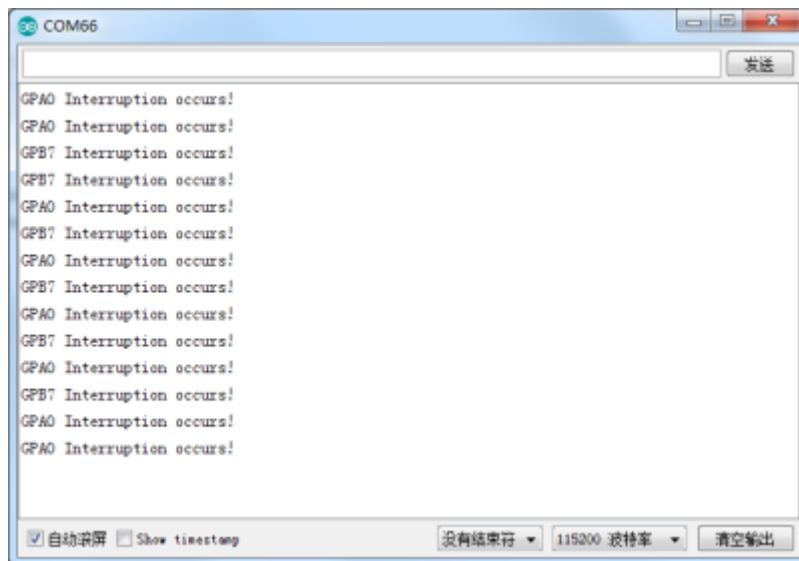 COM66
发送
GPA0 Interruption occurs!
GPA0 Interruption occurs!
GPB7 Interruption occurs!
GPB7 Interruption occurs!
GPA0 Interruption occurs!
GPB7 Interruption occurs!
GPA0 Interruption occurs!
GPB7 Interruption occurs!
GPA0 Interruption occurs!
GPB7 Interruption occurs!
GPA0 Interruption occurs!
GPB7 Interruption occurs!
GPA0 Interruption occurs!
GPA0 Interruption occurs!
自动滚屏 Show timestamp 没有结束符 115200 波特率 清空输出